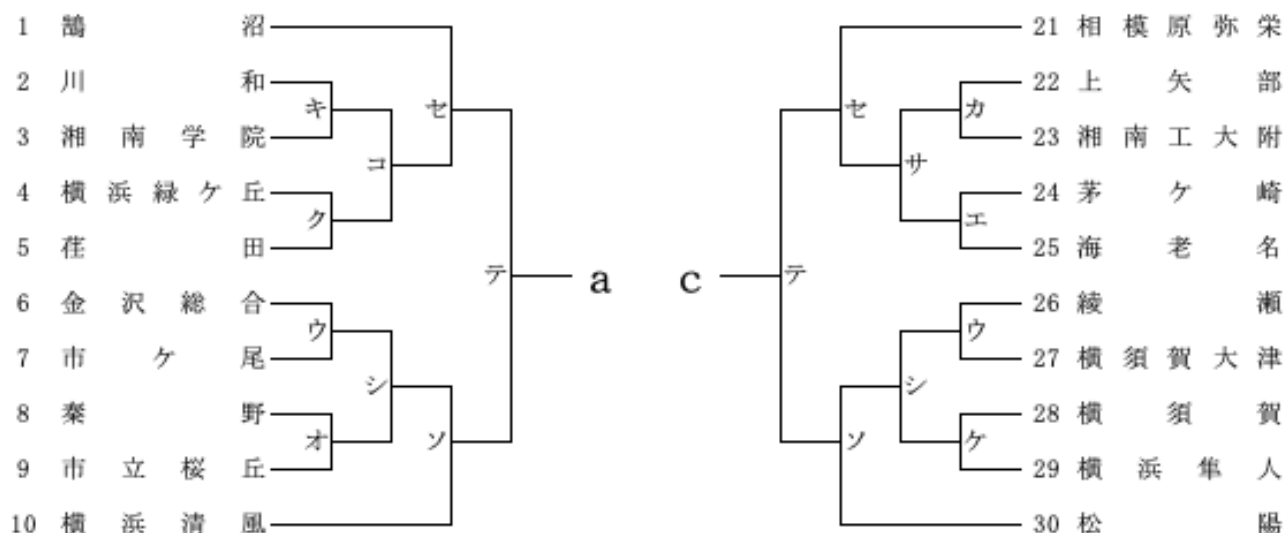 1 鵠沼
2 川和
3 湘南学院
4 横浜緑ケ丘
5 荏田
6 金沢総合
7 市ケ尾
8 秦野
9 市立桜丘
10 横浜清風
キ
ク
コ
セ
ウ
オ
シ
ソ
テ
a
c
テ
セ
サ
カ
エ
ソ
シ
ウ
ケ
21 相模原弥栄
22 上矢部
23 湘南工大附
24 茅ケ崎
25 海老名
26 綾瀬
27 横須賀大津
28 横須賀
29 横浜隼人
30 松陽